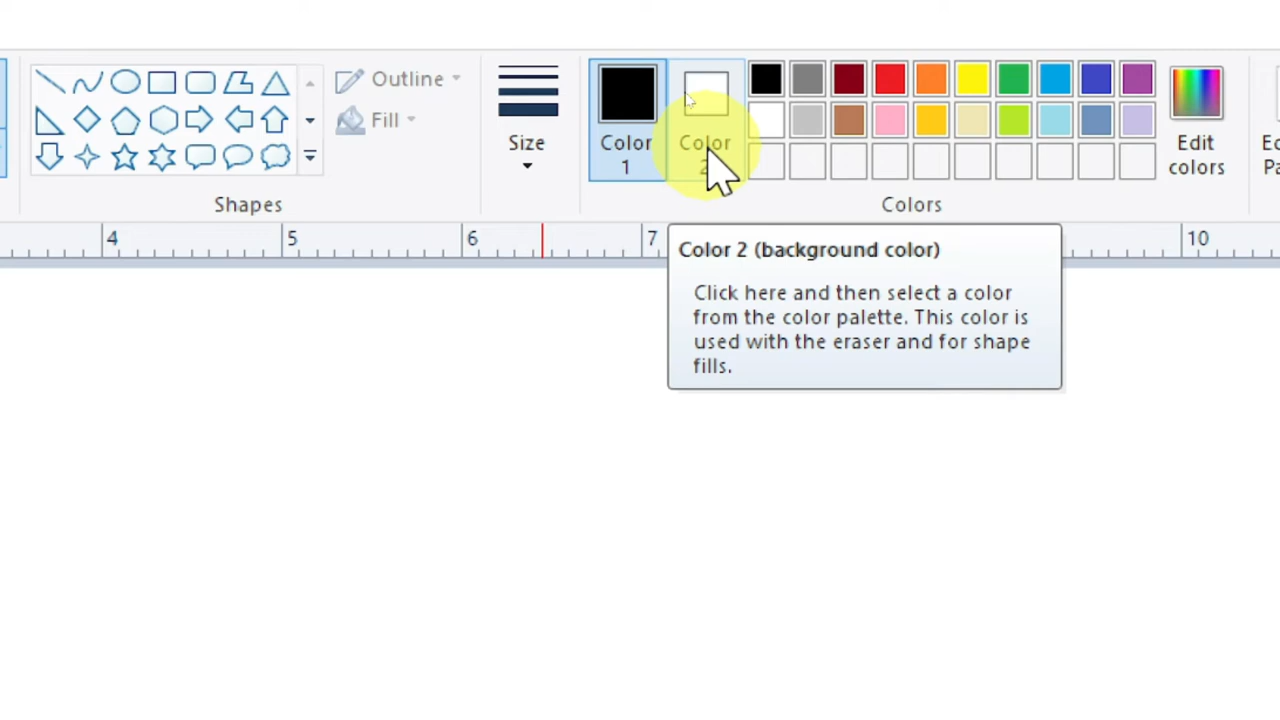 Outline
Fill
Shapes
Size
Color
1
Color
2
Edit
colors
Colors
4
5
6
7
10
Color 2 (background color)
Click here and then select a color
from the color palette. This color is
used with the eraser and for shape
fills.